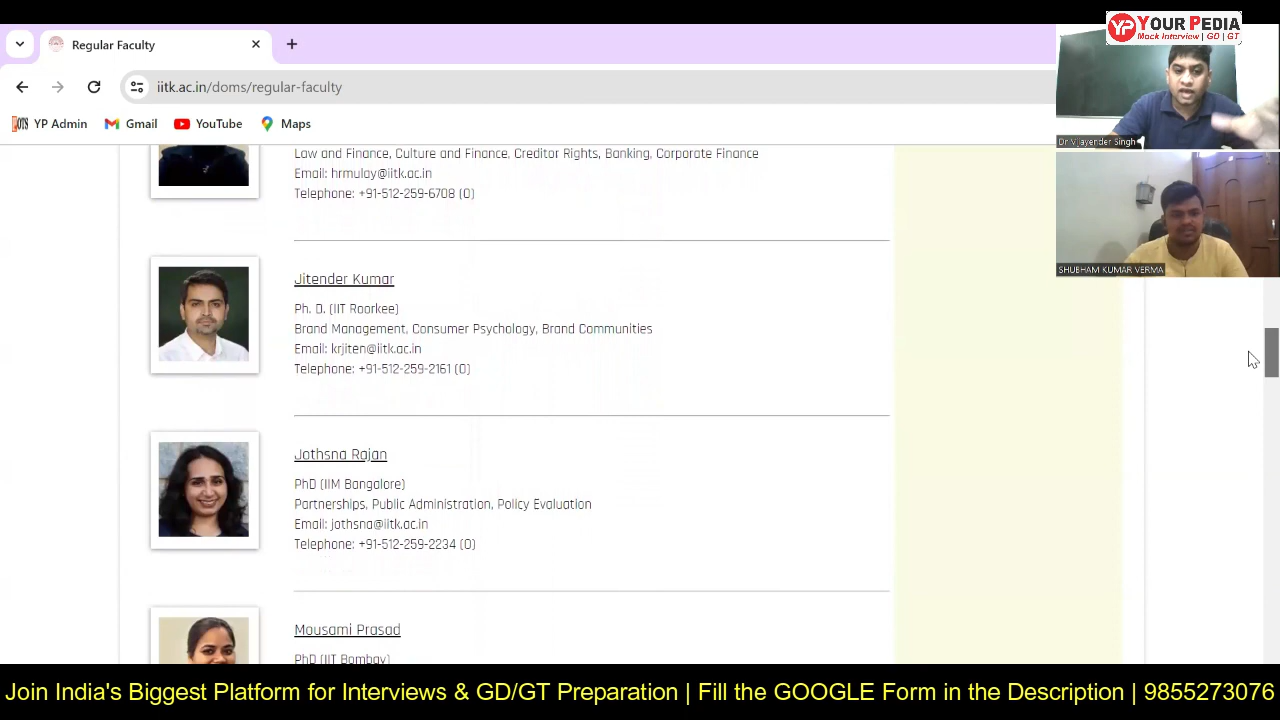 Regular Faculty
iitk.ac.in/doms/regular-faculty
YP Admin
Gmail
YouTube
Maps
YP YOUR PEDIA
Mock Interview | GD | GT
Dr Vijayender Singh
SHUBHAM KUMAR VERMA
Law and Finance, and Finance, Creditor Rights, Banking, Corporate Finance
Email: hrmulay@iitk.ac.in
Telephone: +91-512-259-6708 (O)
Jitender Kumar
Ph. D. (IIT Roorkee)
Brand Management, Consumer Psychology, Brand Communities
Email: krjiten@iitk.ac.in
Telephone: +91-512-259-2161 (O)
Jothsna Rajan
PhD (IIM Bangalore)
Partnerships, Public Administration, Policy Evaluation
Email: jothsna@iitk.ac.in
Telephone: +91-512-259-2234 (O)
Mousami Prasad
PhD (IIT Bombay)
Join India's Biggest Platform for Interviews & GD/GT Preparation | Fill the GOOGLE Form in the Description | 9855273076